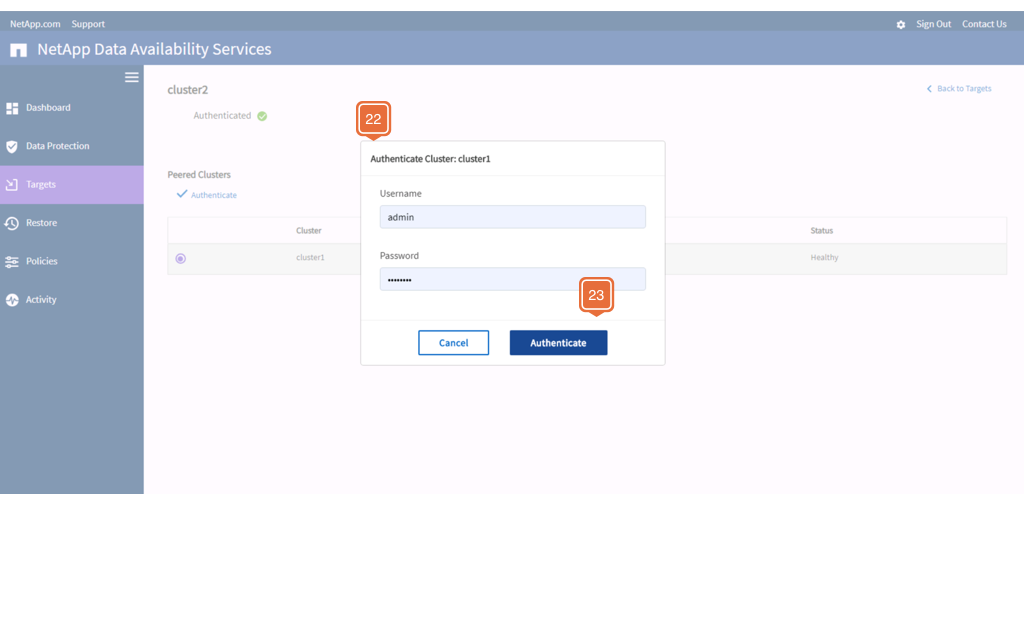 NetApp.com Support Sign Out Contact Us
NetApp Data Availability Services
Dashboard
Data Protection
Targets
Restore
Policies
Activity
cluster2
Back to Targets
Authenticated
Peered Clusters
Authenticate
Cluster Status
cluster1 Healthy
22
Authenticate Cluster: cluster1
Username
admin
Password
••••••••
23
Cancel Authenticate